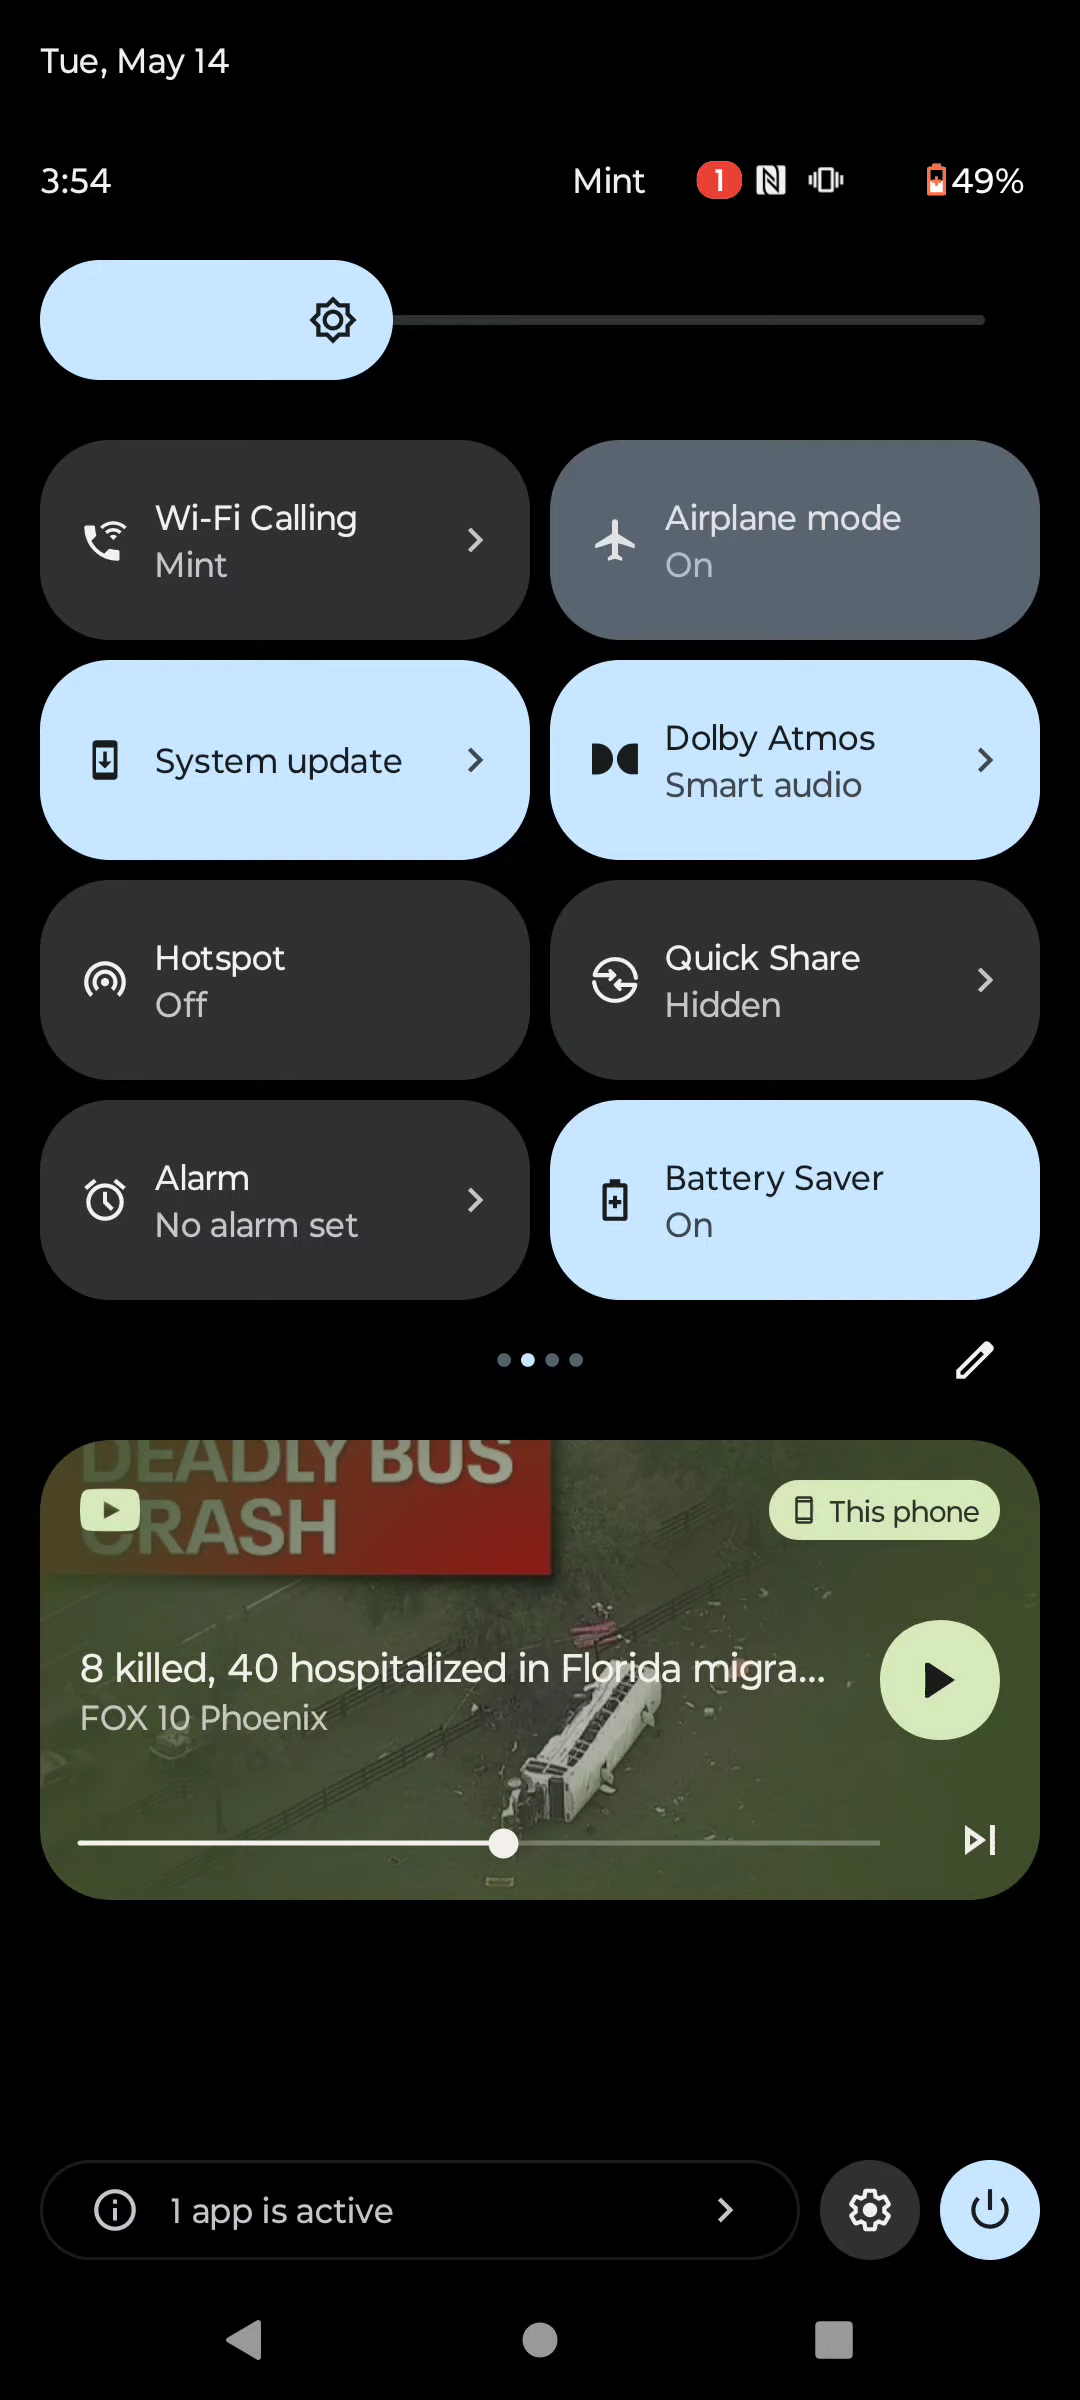 Tue, May 14
3:54 Mint 1 49%
Wi-Fi Calling
Mint
Airplane mode
On
System update
Dolby Atmos
Smart audio
Hotspot
Off
Quick Share
Hidden
Alarm
No alarm set
Battery Saver
On
DEADLY BUS
CRASH
This phone
8 killed, 40 hospitalized in Florida migra...
FOX 10 Phoenix
1 app is active